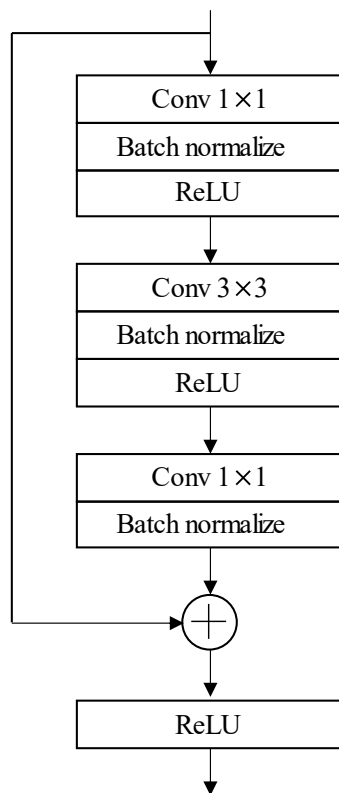 Conv 1×1
Batch normalize
ReLU
Conv 3×3
Batch normalize
ReLU
Conv 1×1
Batch normalize
ReLU